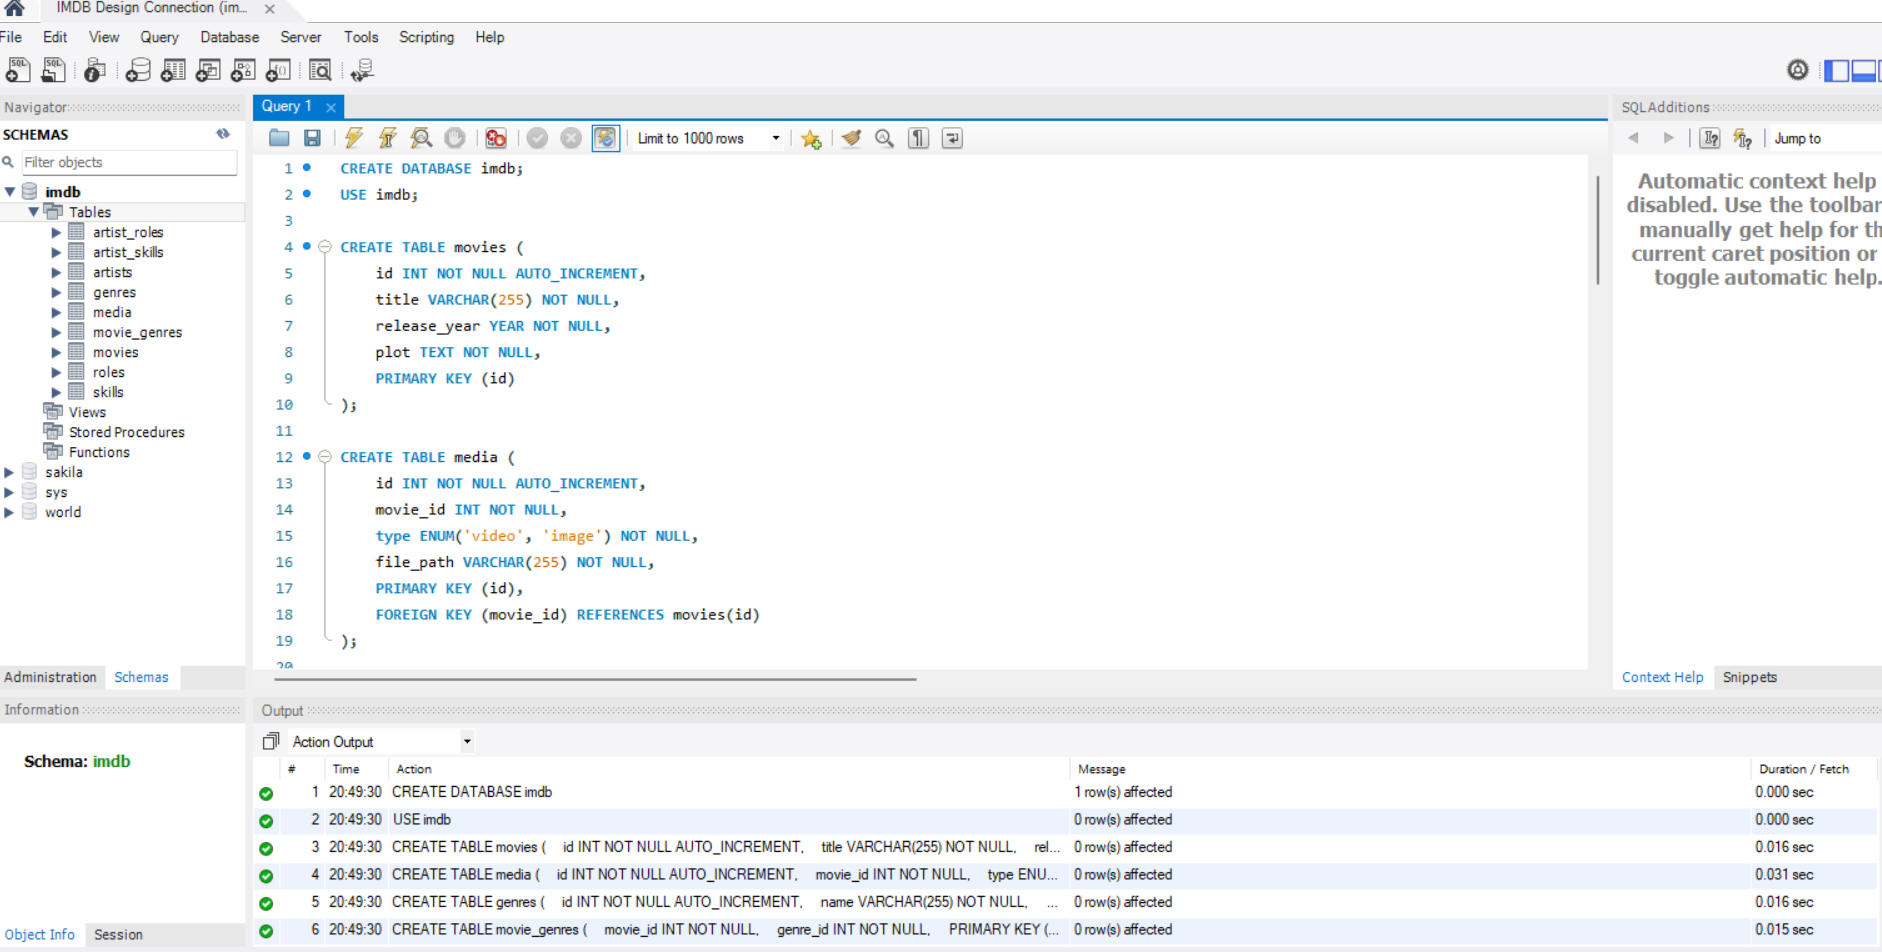 IMDB Design Connection (im...
File Edit View Query Database Server Tools Scripting Help
Navigator
SCHEMAS
Filter objects
imdb
Tables
artist_roles
artist_skills
artists
genres
media
movie_genres
movies
roles
skills
Views
Stored Procedures
Functions
sakila
sys
world
Administration Schemas
Information
Schema: imdb
Object Info Session
Query 1
Limit to 1000 rows
1 CREATE DATABASE imdb;
2 USE imdb;
3
4 CREATE TABLE movies (
5 id INT NOT NULL AUTO_INCREMENT,
6 title VARCHAR(255) NOT NULL,
7 release_year YEAR NOT NULL,
8 plot TEXT NOT NULL,
9 PRIMARY KEY (id)
10 );
11
12 CREATE TABLE media (
13 id INT NOT NULL AUTO_INCREMENT,
14 movie_id INT NOT NULL,
15 type ENUM('video', 'image') NOT NULL,
16 file_path VARCHAR(255) NOT NULL,
17 PRIMARY KEY (id),
18 FOREIGN KEY (movie_id) REFERENCES movies(id)
19 );
20
SQLAdditions
Jump to
Automatic context help
disabled. Use the toolbar
manually get help for th
current caret position or
toggle automatic help.
Context Help Snippets
Output
Action Output
# Time Action Message Duration / Fetch
1 20:49:30 CREATE DATABASE imdb 1 row(s) affected 0.000 sec
2 20:49:30 USE imdb 0 row(s) affected 0.000 sec
3 20:49:30 CREATE TABLE movies ( id INT NOT NULL AUTO_INCREMENT, title VARCHAR(255) NOT NULL, rel... 0 row(s) affected 0.016 sec
4 20:49:30 CREATE TABLE media ( id INT NOT NULL AUTO_INCREMENT, movie_id INT NOT NULL, type ENU... 0 row(s) affected 0.031 sec
5 20:49:30 CREATE TABLE genres ( id INT NOT NULL AUTO_INCREMENT, name VARCHAR(255) NOT NULL, ... 0 row(s) affected 0.016 sec
6 20:49:30 CREATE TABLE movie_genres ( movie_id INT NOT NULL, genre_id INT NOT NULL, PRIMARY KEY (... 0 row(s) affected 0.015 sec